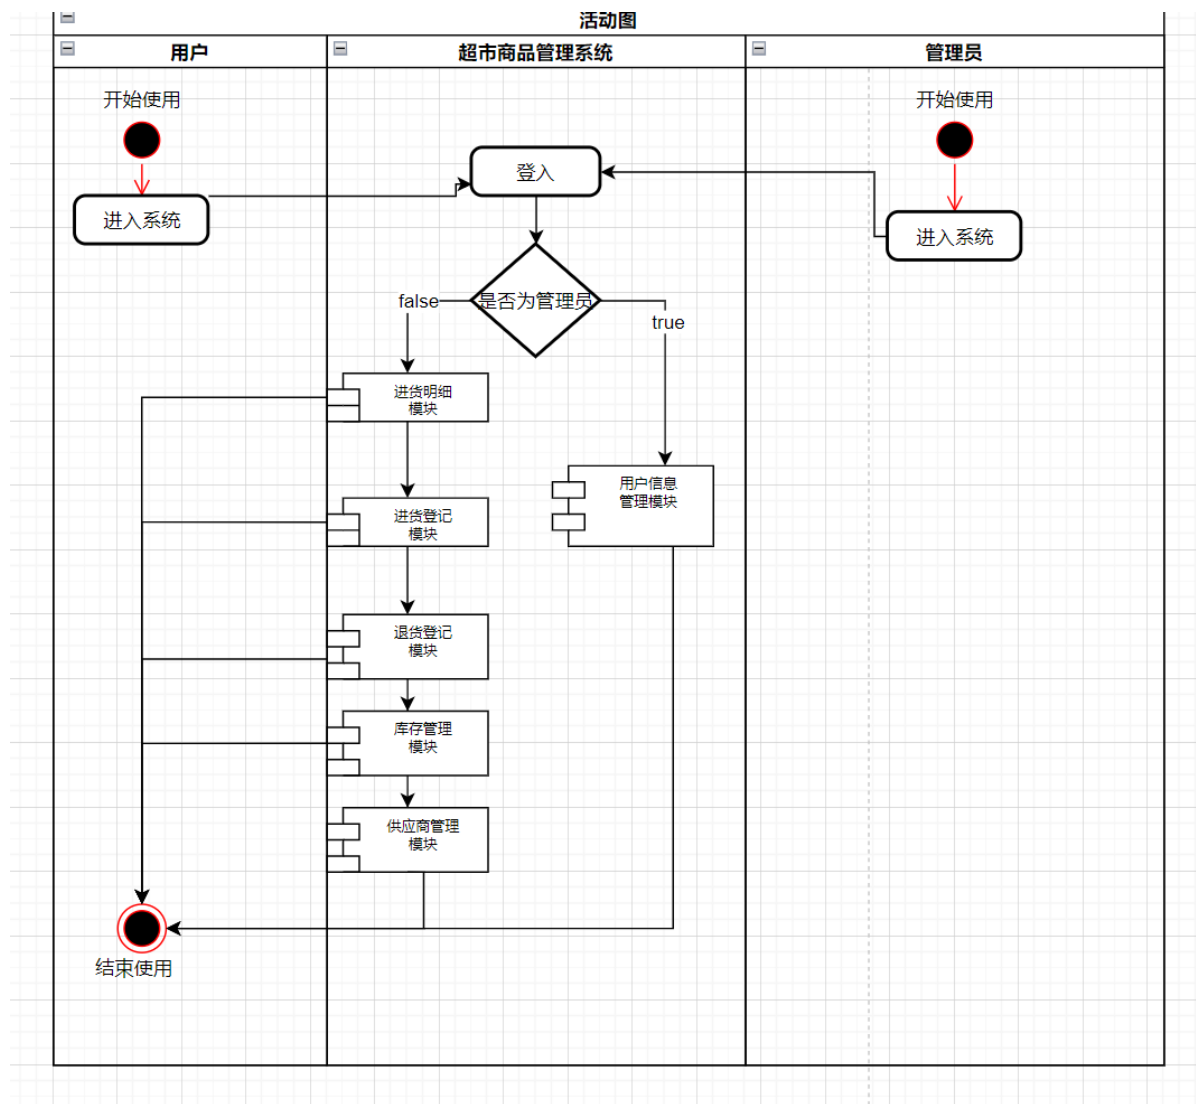 活动图
用户
超市商品管理系统
管理员
开始使用
开始使用
登入
进入系统
进入系统
是否为管理员
false
true
进货明细
模块
用户信息
管理模块
进货登记
模块
退货登记
模块
库存管理
模块
供应商管理
模块
结束使用